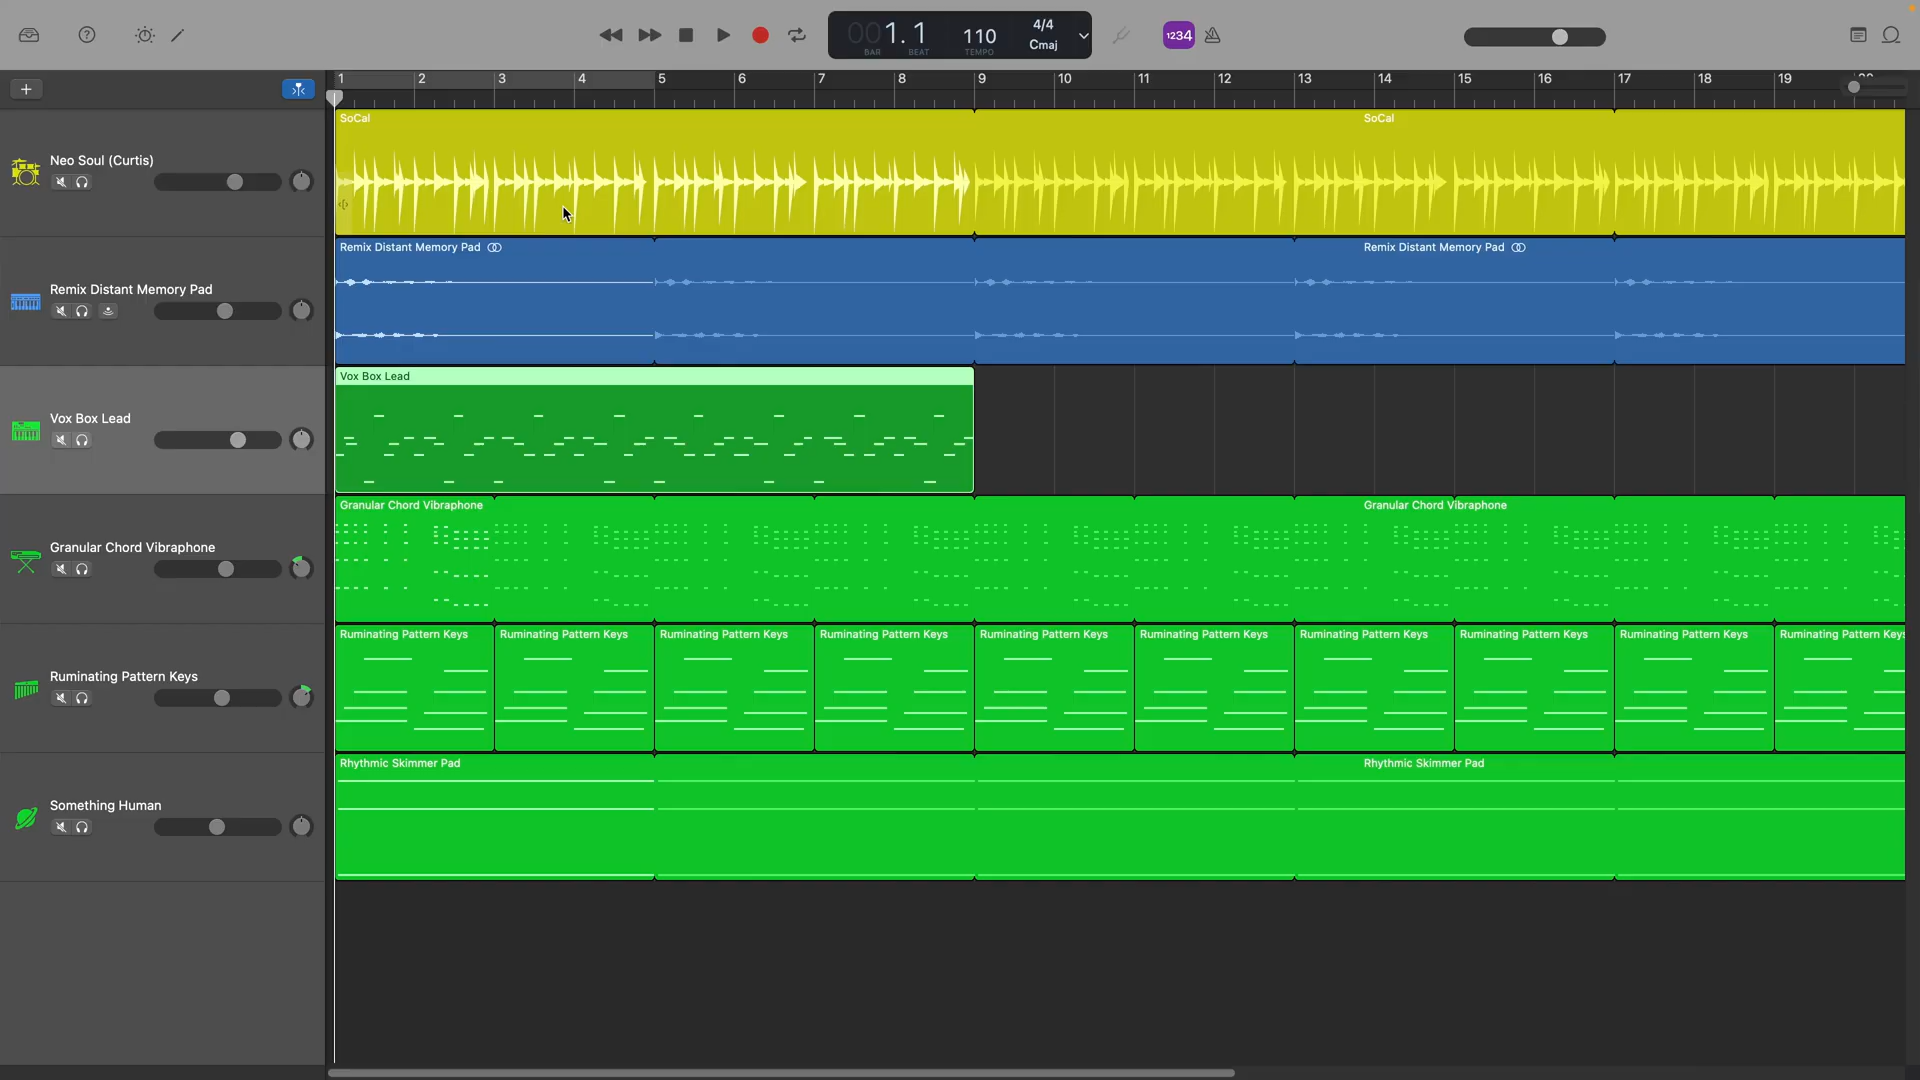 001. 1
BAR
BEAT
110
TEMPO
4/4
Cmaj
1234
1
2
3
4
5
6
7
8
9
10
11
12
13
14
15
16
17
18
19
Neo Soul (Curtis)
SoCal
SoCal
Remix Distant Memory Pad
Remix Distant Memory Pad
Remix Distant Memory Pad
Vox Box Lead
Vox Box Lead
Granular Chord Vibraphone
Granular Chord Vibraphone
Granular Chord Vibraphone
Ruminating Pattern Keys
Ruminating Pattern Keys
Ruminating Pattern Keys
Ruminating Pattern Keys
Ruminating Pattern Keys
Ruminating Pattern Keys
Ruminating Pattern Keys
Ruminating Pattern Keys
Ruminating Pattern Keys
Ruminating Pattern Keys
Ruminating Pattern Keys
Something Human
Rhythmic Skimmer Pad
Rhythmic Skimmer Pad